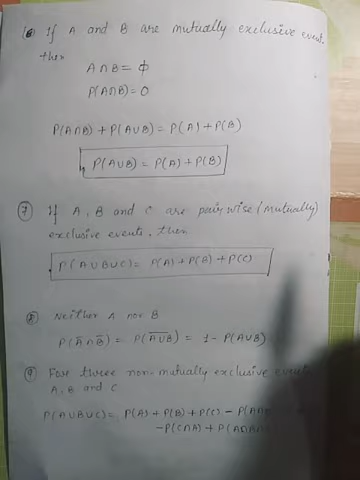 ⑥ If A and B are mutually exclusive event.
then
A∩B = ϕ
P(A∩B) = 0
P(A∩B) + P(A∪B) = P(A) + P(B)
P(A∪B) = P(A) + P(B)
⑦ If A, B and C are pairwise (mutually)
exclusive events, then
P(A∪B∪C) = P(A) + P(B) + P(C)
⑧ Neither A nor B
P(A̅∩B̅) = P(A̅∪̅B̅) = 1 - P(A∪B)
⑨ For three non-mutually exclusive events
A, B and C
P(A∪B∪C) = P(A) + P(B) + P(C) - P(A∩
-P(C∩A) + P(A∩B∩